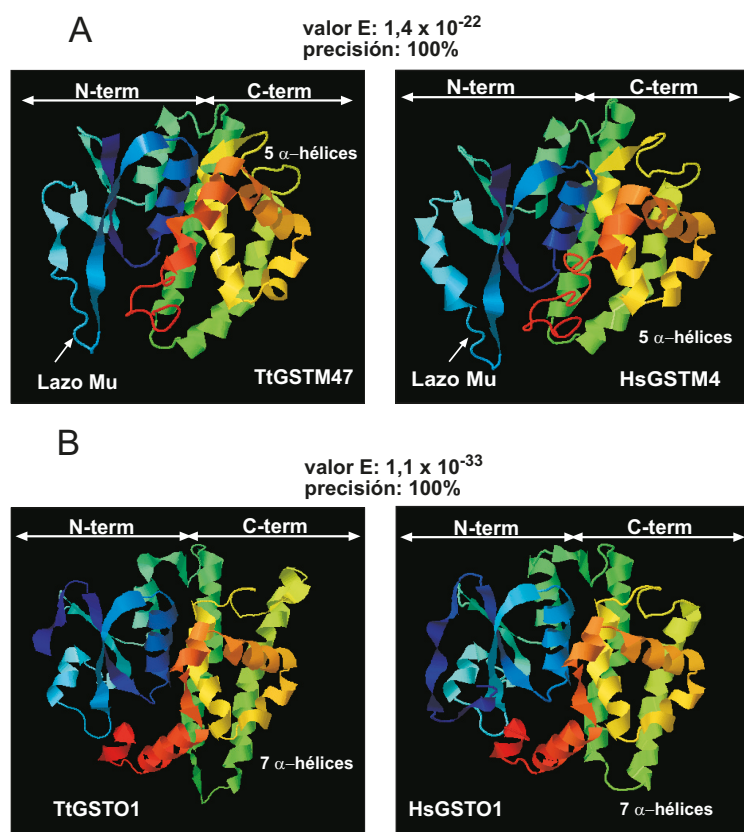 A
valor E: 1,4 x 10-22
precisión: 100%
N-term C-term
5 α–hélices
Lazo Mu
TtGSTM47
N-term C-term
5 α–hélices
Lazo Mu
HsGSTM4
B
valor E: 1,1 x 10-33
precisión: 100%
N-term C-term
7 α–hélices
TtGSTO1
N-term C-term
HsGSTO1
7 α–hélices